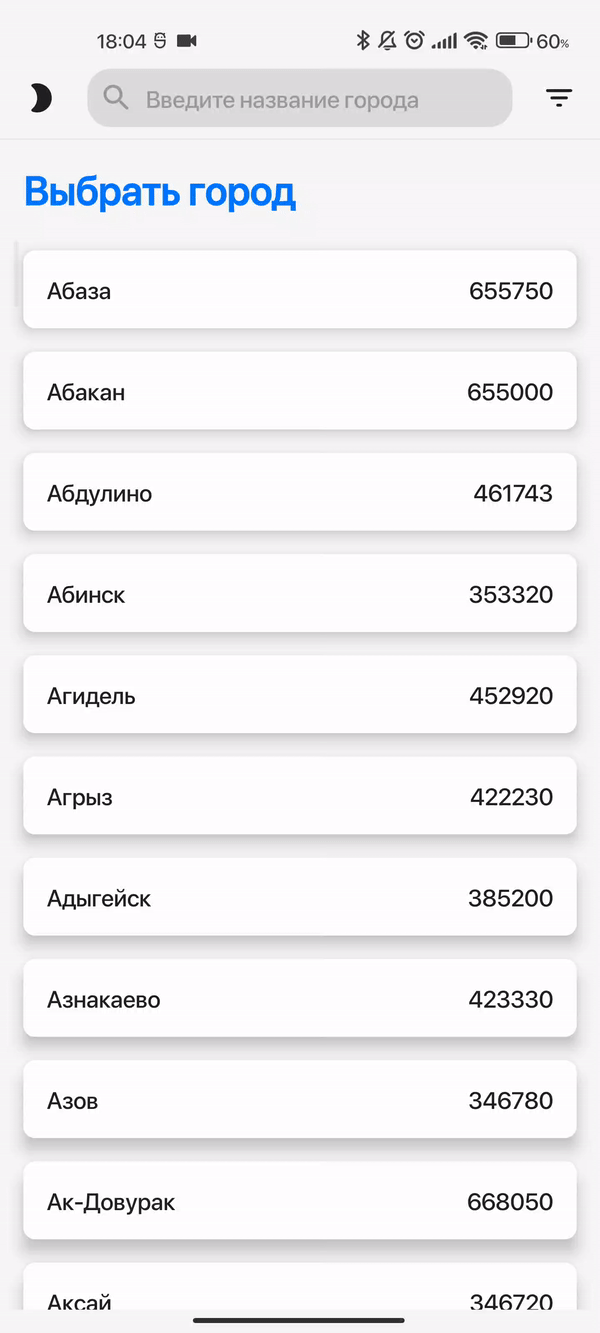 18:04 60%
Введите название города
Выбрать город
Абаза 655750
Абакан 655000
Абдулино 461743
Абинск 353320
Агидель 452920
Агрыз 422230
Адыгейск 385200
Азнакаево 423330
Азов 346780
Ак-Довурак 668050
Аксай 346720